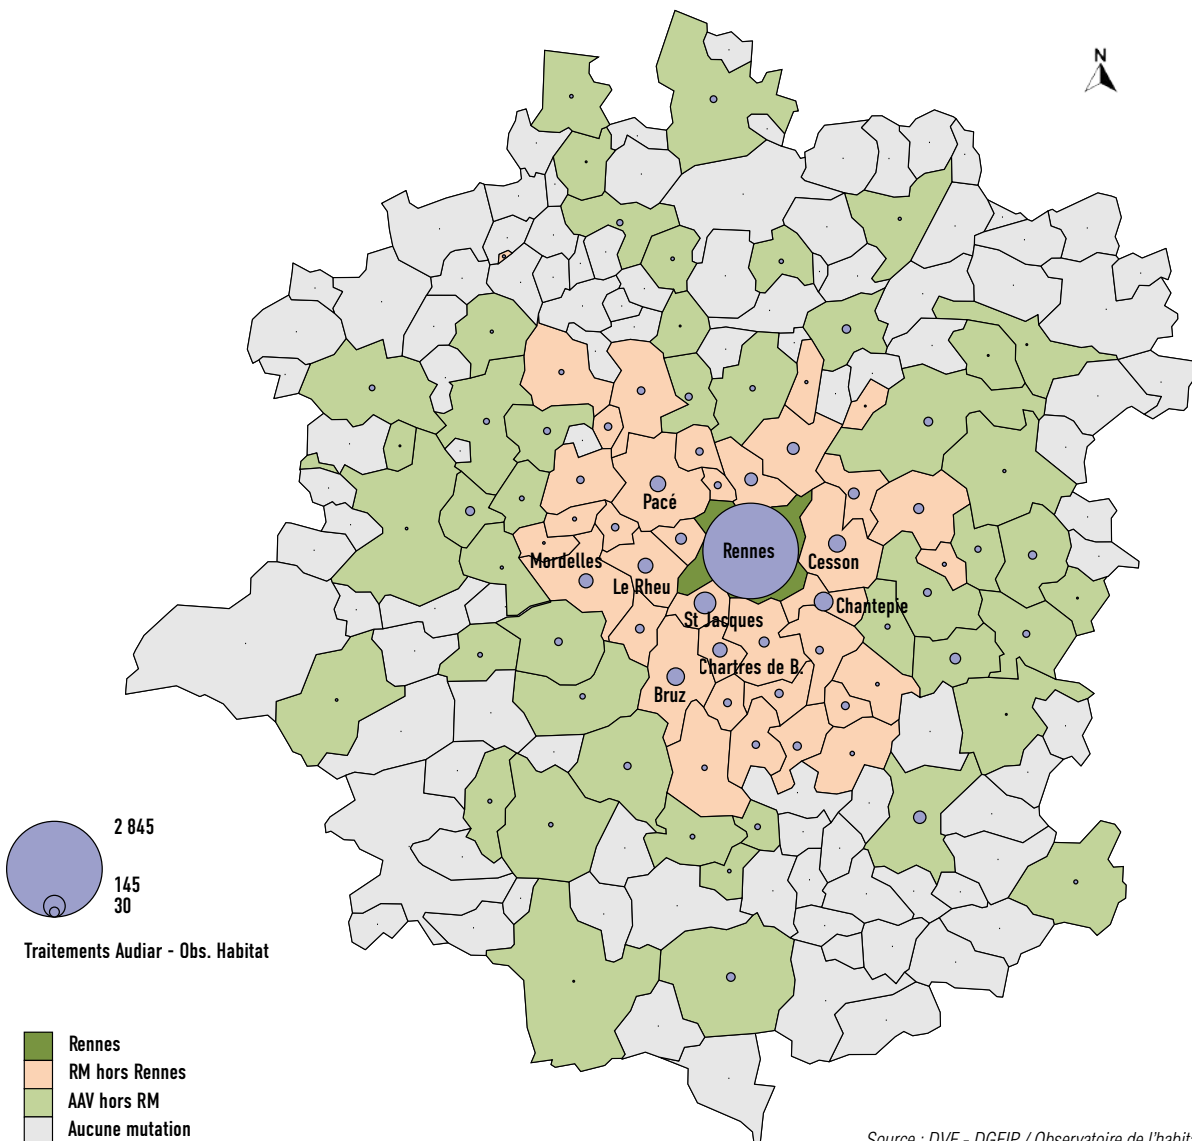 N
Pacé
Rennes
Mordelles
Cesson
Le Rheu
Chantepie
St Jacques
Chartres de B.
Bruz
2 845
145
30
Traitements Audiar - Obs. Habitat
Rennes
RM hors Rennes
AAV hors RM
Aucune mutation
Source : DVF - DGFIP / Observatoire de l'habitat